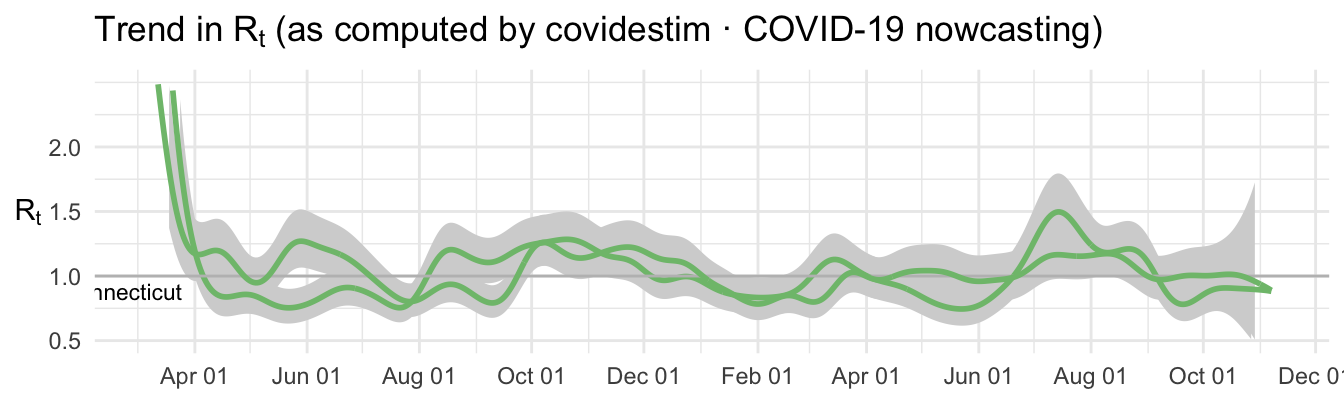 Trend in Rt (as computed by covidestim · COVID-19 nowcasting)
2.0
Rt 1.5
1.0
nnecticut
0.5
Apr 01 Jun 01 Aug 01 Oct 01 Dec 01 Feb 01 Apr 01 Jun 01 Aug 01 Oct 01 Dec 01